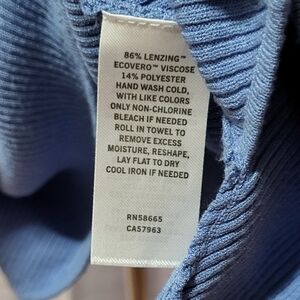 86% LENZING™
ECOVERO™ VISCOSE
14% POLYESTER
HAND WASH COLD,
WITH LIKE COLORS
ONLY NON-CHLORINE
BLEACH IF NEEDED
ROLL IN TOWEL TO
REMOVE EXCESS
MOISTURE, RESHAPE,
LAY FLAT TO DRY
COOL IRON IF NEEDED
RN58665
CA57963